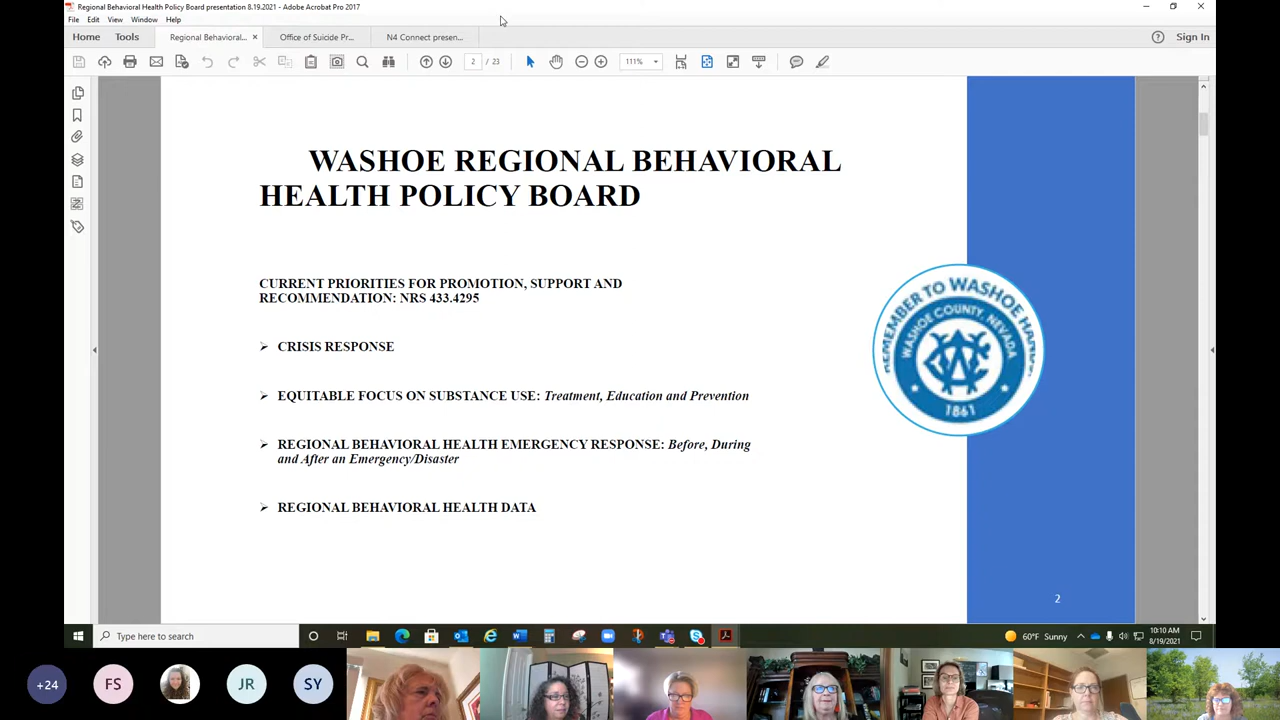 Regional Behavioral Health Policy Board presentation 8.19.2021 - Adobe Acrobat Pro 2017
File Edit View Window Help
Home Tools Regional Behavioral... × Office of Suicide Pr... N4 Connect presen... Sign In
2 / 23 111%
WASHOE REGIONAL BEHAVIORAL
HEALTH POLICY BOARD
CURRENT PRIORITIES FOR PROMOTION, SUPPORT AND
RECOMMENDATION: NRS 433.4295
➢ CRISIS RESPONSE
➢ EQUITABLE FOCUS ON SUBSTANCE USE: Treatment, Education and Prevention
➢ REGIONAL BEHAVIORAL HEALTH EMERGENCY RESPONSE: Before, During
and After an Emergency/Disaster
➢ REGIONAL BEHAVIORAL HEALTH DATA
REMEMBER TO WASHOE
WASHOE COUNTY, NEVADA
1861
2
Type here to search
60°F Sunny
10:10 AM
8/19/2021
+24 FS JR SY